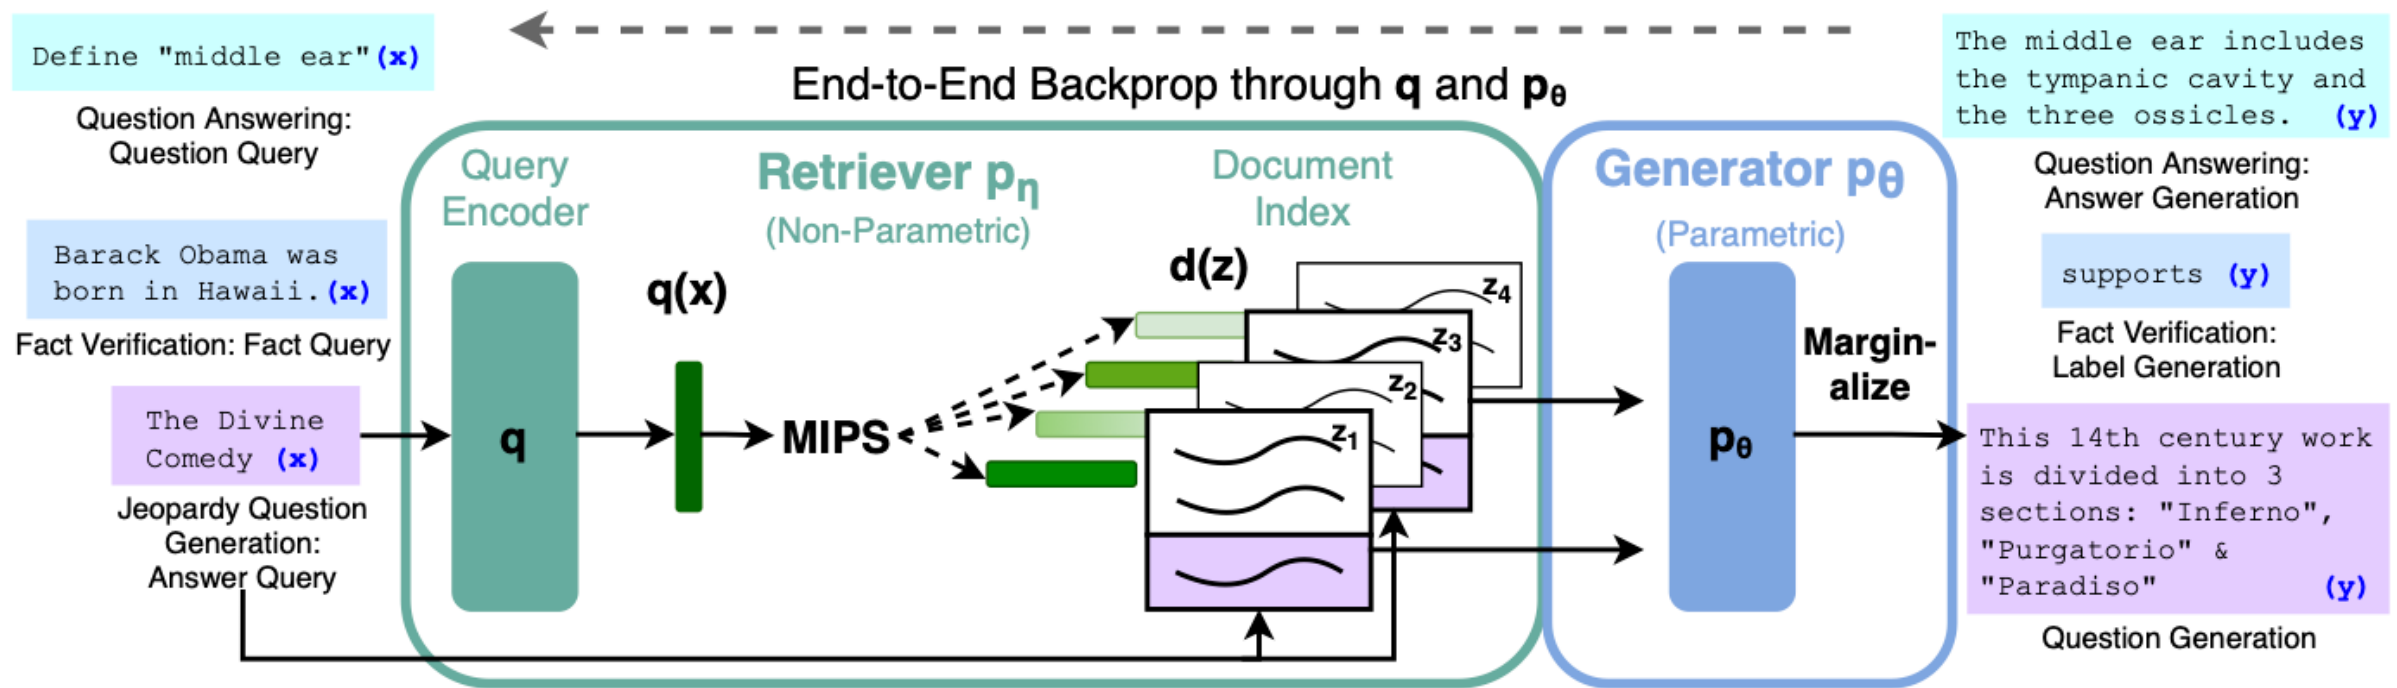 Define "middle ear"(x)
Question Answering:
Question Query
Barack Obama was
born in Hawaii.(x)
Fact Verification: Fact Query
The Divine
Comedy (x)
Jeopardy Question
Generation:
Answer Query
End-to-End Backprop through q and pθ
Query
Encoder
Retriever pη
(Non-Parametric)
Document
Index
q
q(x)
MIPS
d(z)
z4
z3
z2
z1
Generator pθ
(Parametric)
pθ
Margin-
alize
The middle ear includes
the tympanic cavity and
the three ossicles. (y)
Question Answering:
Answer Generation
supports (y)
Fact Verification:
Label Generation
This 14th century work
is divided into 3
sections: "Inferno",
"Purgatorio" &
"Paradiso" (y)
Question Generation